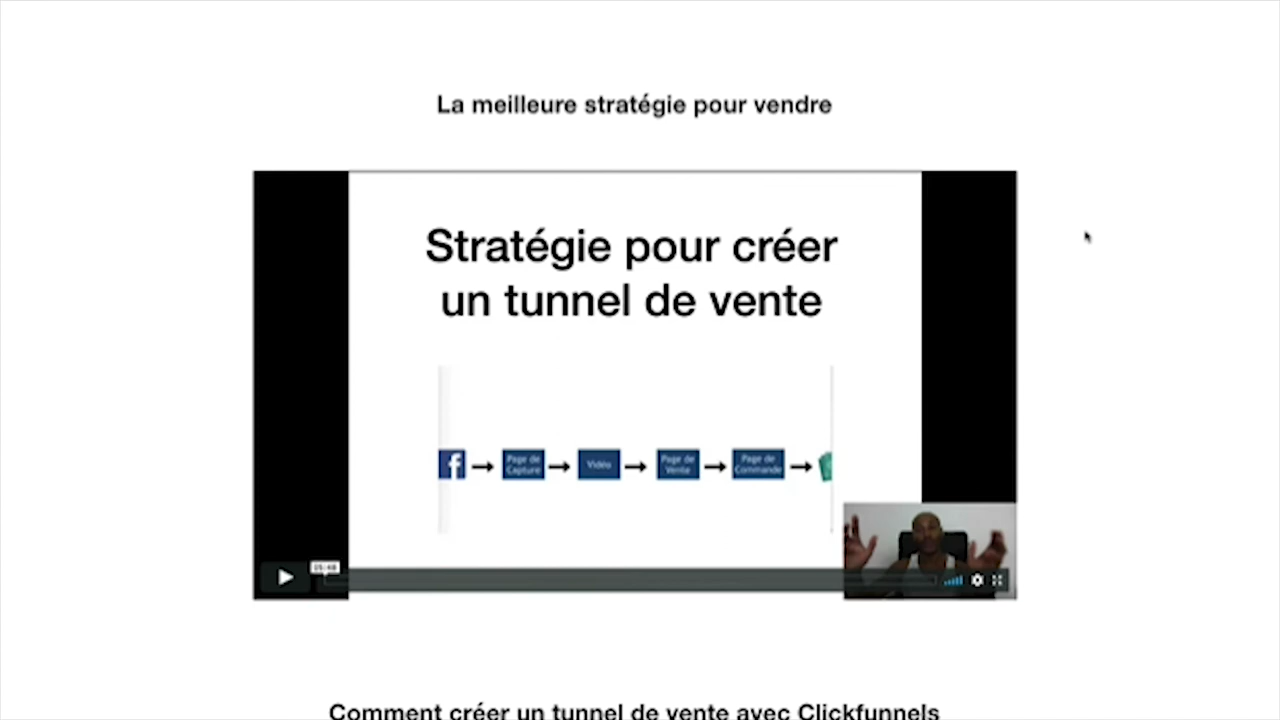 La meilleure stratégie pour vendre
Stratégie pour créer
un tunnel de vente
f
Page de
Capture
Vidéo
Page de
Vente
Page de
Commande
Comment créer un tunnel de vente avec Clickfunnels